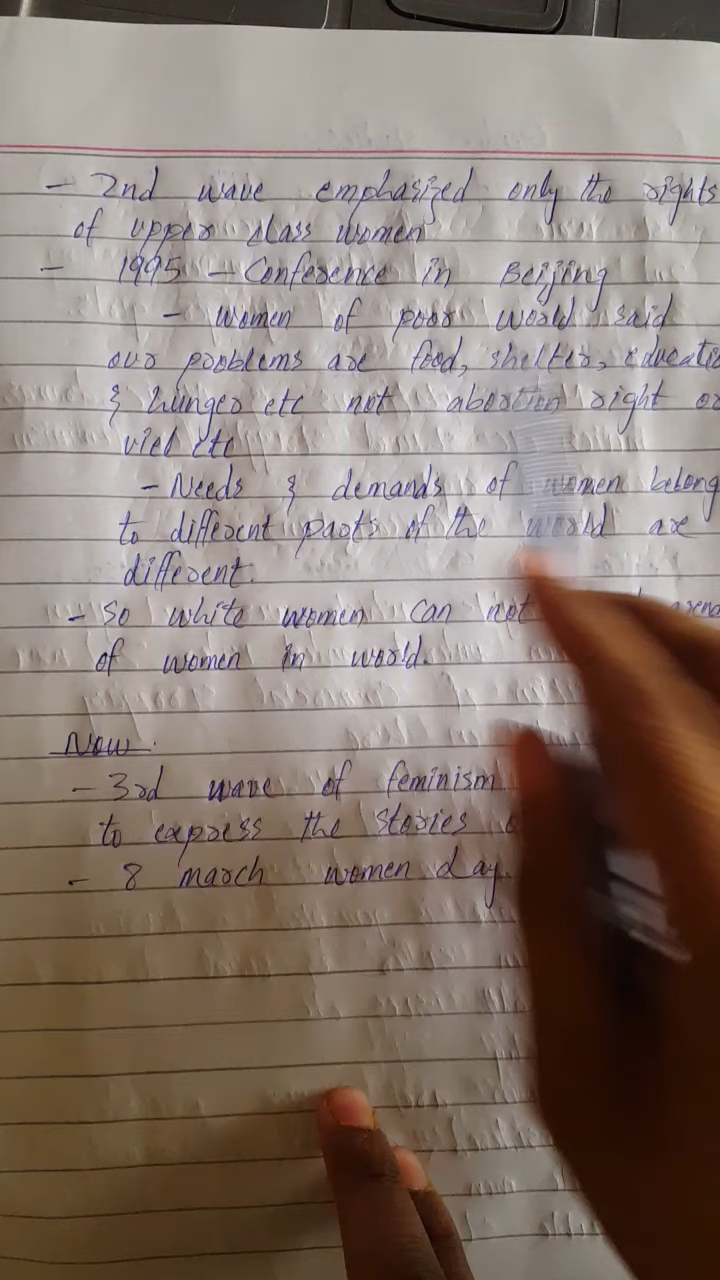 - 2nd wave emphasized only the rights
of upper class women
- 1995 - Conference in Beijing
- women of poor world said
our problems are food, shelter,
& hunger etc not abortion right or
etc
- Needs & demands of women belong
to different parts of the world are
different.
- So white women can not
of women in world.
Now.
- 3rd wave of feminism
to express the stories
- 8 march women day.